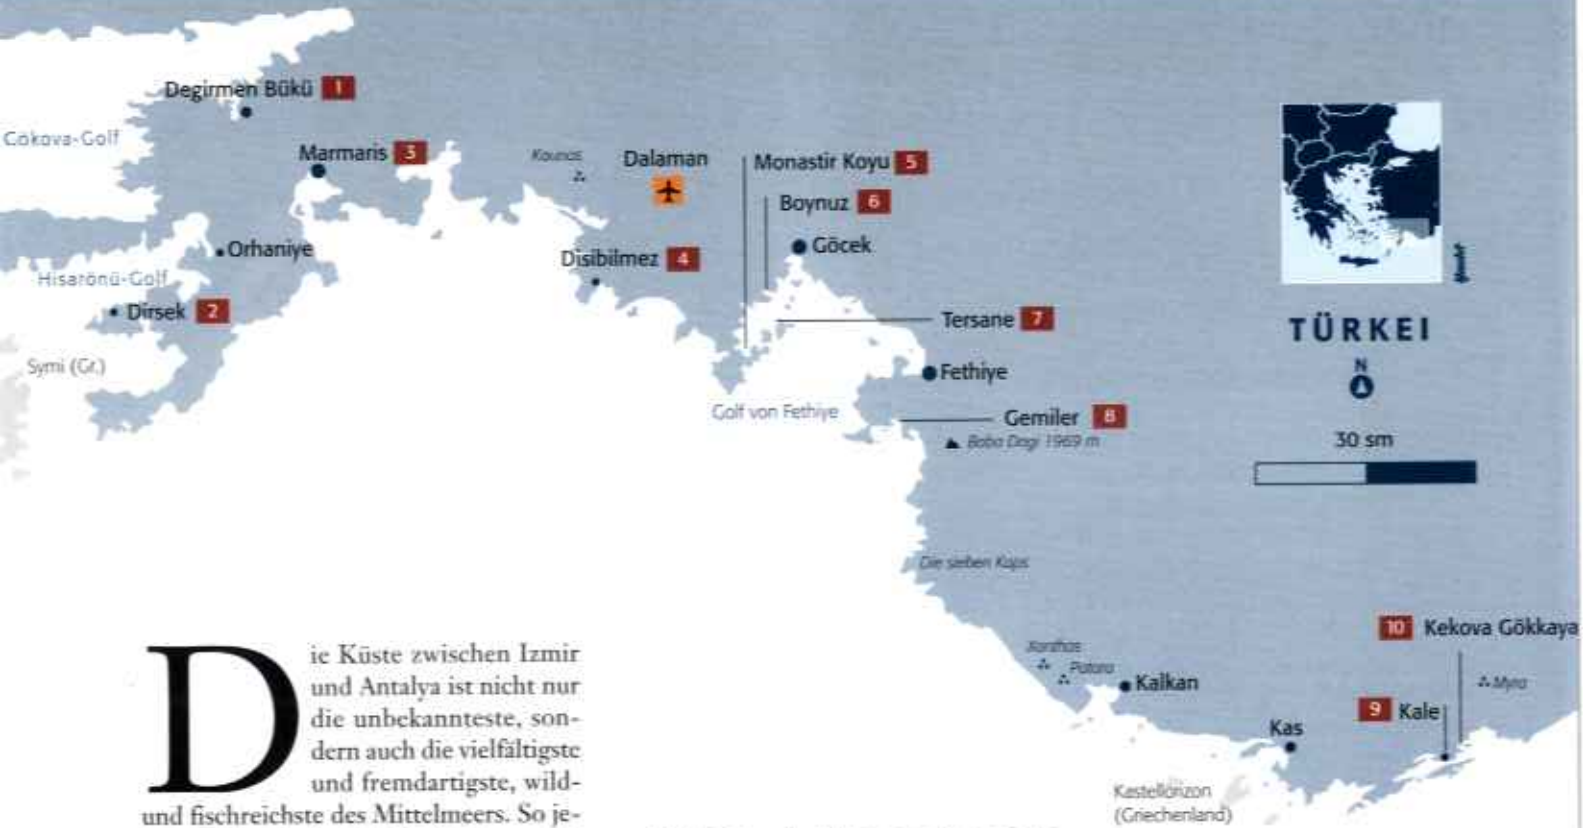 Degirmen Bükü 1
Gökova-Golf
Marmaris 3
Kaunos
Dalaman
Monastir Koyu 5
Boynuz 6
Göcek
Orhaniye
Disibilmez 4
Hisarönü-Golf
Dirsek 2
Tersane 7
TÜRKEI
N
Symi (Gr.)
Fethiye
Golf von Fethiye
Gemiler 8
Baba Dagi 1969 m
30 sm
Die sieben Kaps
10 Kekova Gökkaya
Xanthos
Patara
Kalkan
Myra
9 Kale
Kas
Kastellórizon
(Griechenland)
Die Küste zwischen Izmir
und Antalya ist nicht nur
die unbekannteste, son-
dern auch die vielfältigste
und fremdartigste, wild-
und fischreichste des Mittelmeers. So je-